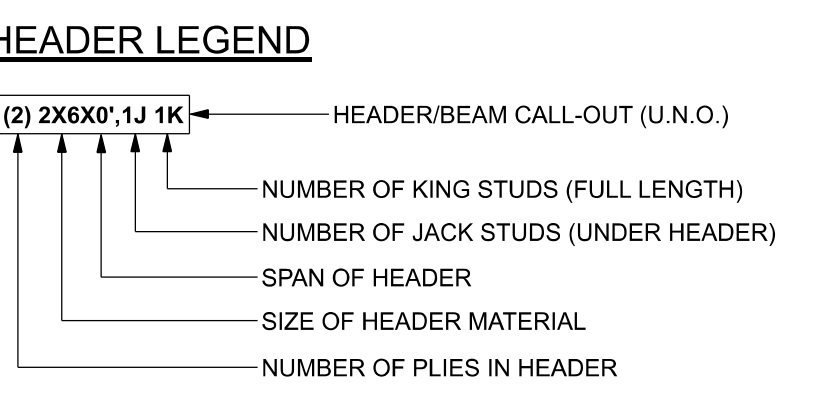 HEADER LEGEND
(2) 2X6X0',1J 1K
HEADER/BEAM CALL-OUT (U.N.O.)
NUMBER OF KING STUDS (FULL LENGTH)
NUMBER OF JACK STUDS (UNDER HEADER)
SPAN OF HEADER
SIZE OF HEADER MATERIAL
NUMBER OF PLIES IN HEADER